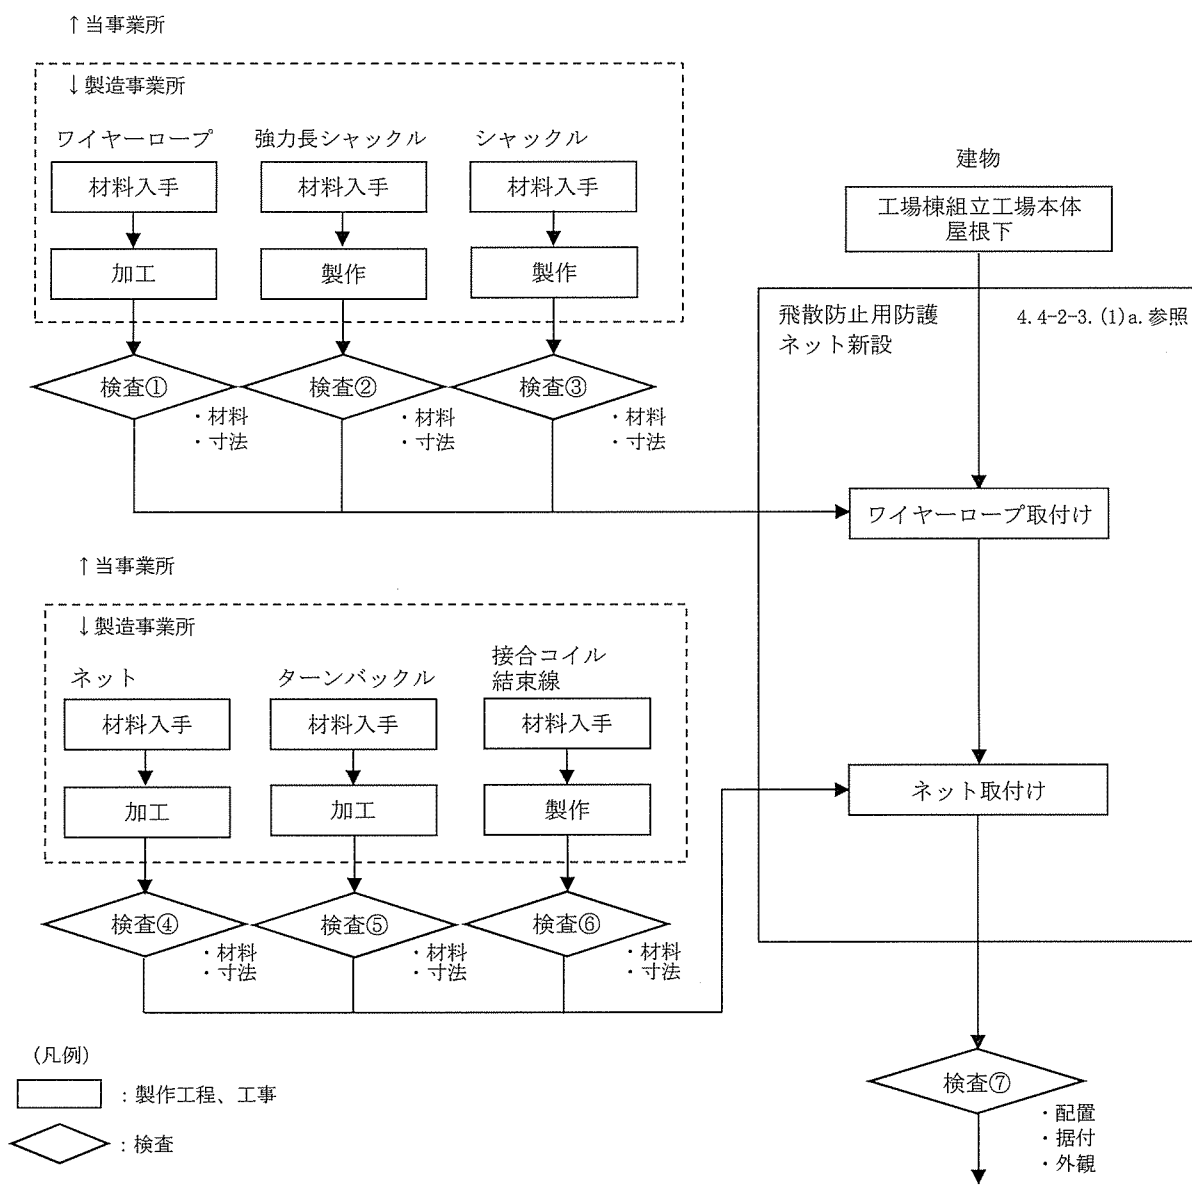 ↑当事業所
↓製造事業所
ワイヤーロープ
強力長シャックル
シャックル
材料入手
材料入手
材料入手
加工
製作
製作
検査①
・材料
・寸法
検査②
・材料
・寸法
検査③
・材料
・寸法
建物
工場棟組立工場本体
屋根下
飛散防止用防護
ネット新設
4.4-2-3.(1)a.参照
ワイヤーロープ取付け
↑当事業所
↓製造事業所
ネット
ターンバックル
接合コイル
結束線
材料入手
材料入手
材料入手
加工
加工
製作
検査④
・材料
・寸法
検査⑤
・材料
・寸法
検査⑥
・材料
・寸法
ネット取付け
検査⑦
・配置
・据付
・外観
(凡例)
：製作工程、工事
：検査